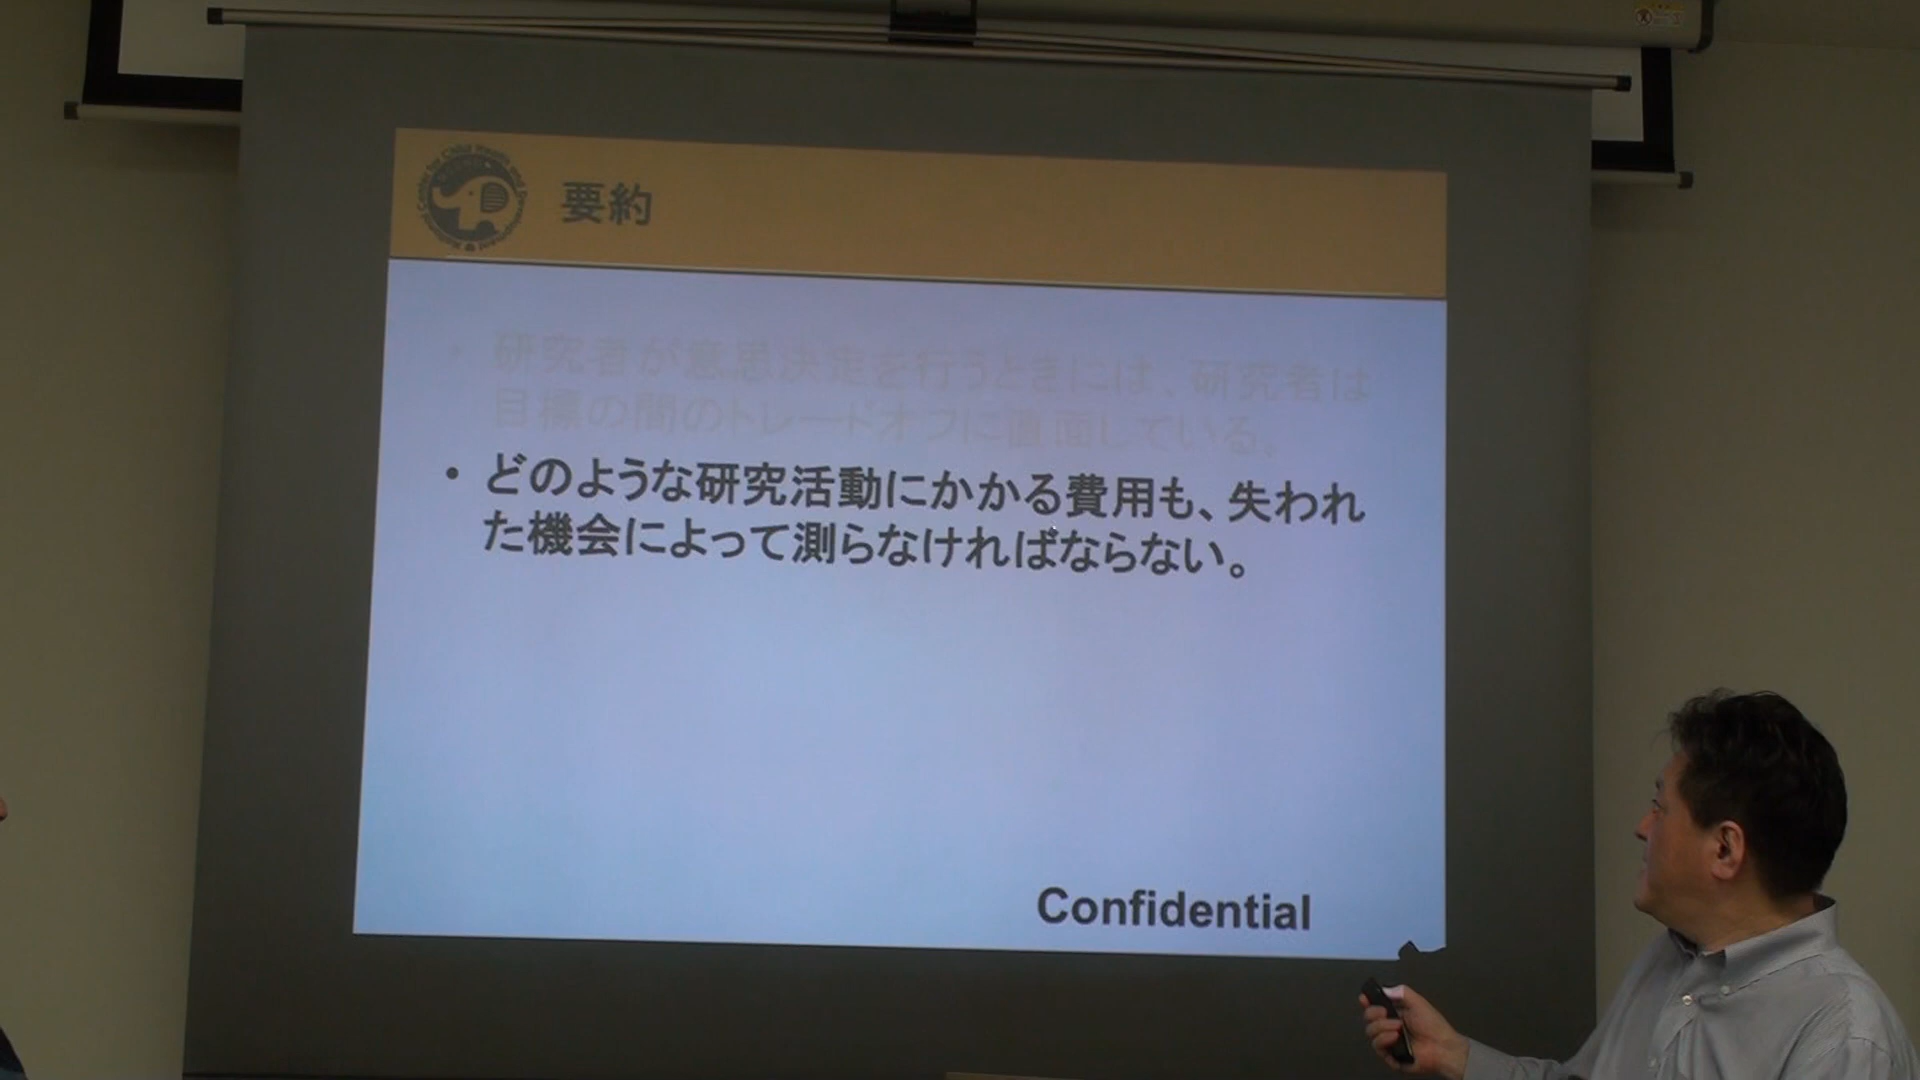 要約
・研究者が意思決定を行うときには、研究者は
目標の間のトレードオフに直面している。
・どのような研究活動にかかる費用も、失われ
た機会によって測らなければならない。
Confidential